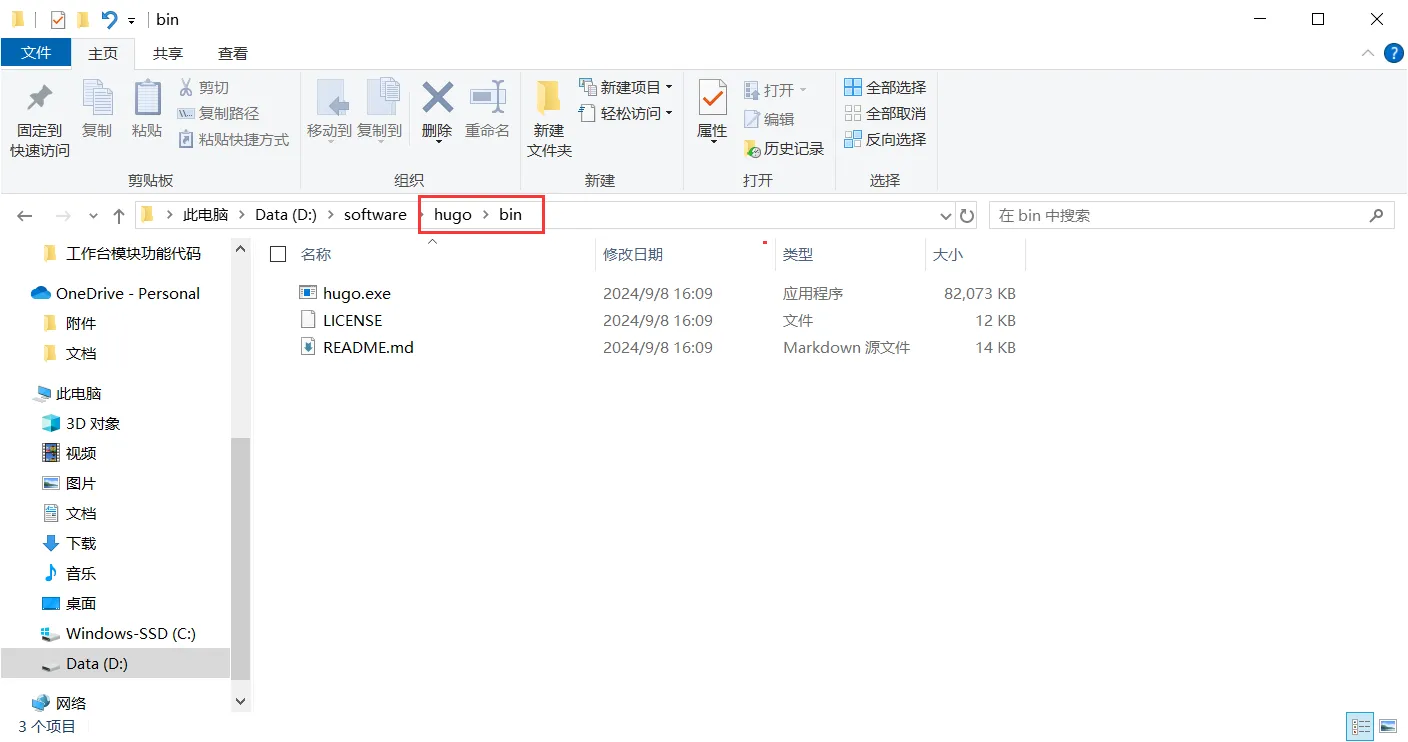 bin
文件 主页 共享 查看
固定到
快速访问
复制
粘贴
剪切
复制路径
粘贴快捷方式
剪贴板
移动到 复制到 删除 重命名
组织
新建
文件夹
新建项目
轻松访问
新建
属性
打开
编辑
历史记录
打开
全部选择
全部取消
反向选择
选择
此电脑 Data (D:) software hugo bin
在 bin 中搜索
名称 修改日期 类型 大小
hugo.exe 2024/9/8 16:09 应用程序 82,073 KB
LICENSE 2024/9/8 16:09 文件 12 KB
README.md 2024/9/8 16:09 Markdown 源文件 14 KB
工作台模块功能代码
OneDrive - Personal
附件
文档
此电脑
3D 对象
视频
图片
文档
下载
音乐
桌面
Windows-SSD (C:)
Data (D:)
网络
3 个项目